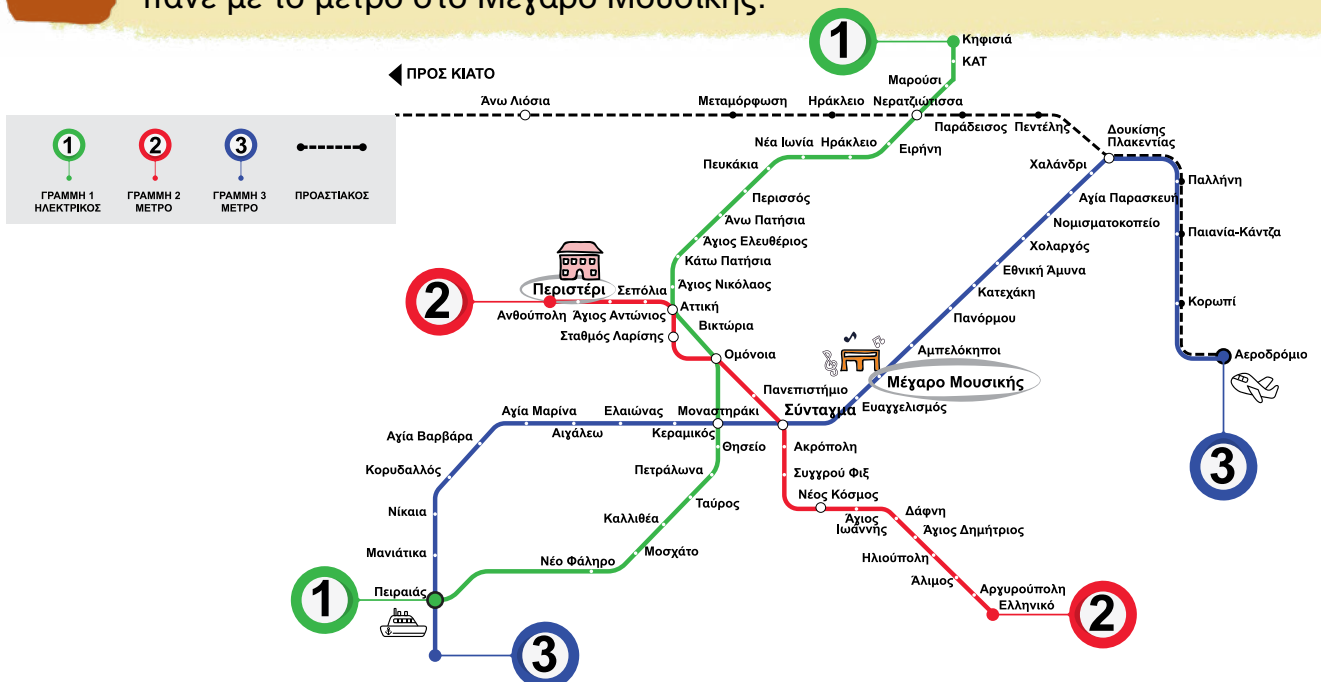 πάνε με το μετρό στο Μέγαρο Μουσικής.
1
Κηφισιά
ΚΑΤ
ΠΡΟΣ ΚΙΑΤΟ
Μαρούσι
Άνω Λιόσια
Μεταμόρφωση
Ηράκλειο
Νερατζιώτισσα
Παράδεισος
Πεντέλης
Δουκίσης
Πλακεντίας
1
2
3
ΓΡΑΜΜΗ 1
ΗΛΕΚΤΡΙΚΟΣ
ΓΡΑΜΜΗ 2
ΜΕΤΡΟ
ΓΡΑΜΜΗ 3
ΜΕΤΡΟ
ΠΡΟΑΣΤΙΑΚΟΣ
Νέα Ιωνία
Ηράκλειο
Ειρήνη
Πευκάκια
Χαλάνδρι
Παλλήνη
Περισσός
Αγία Παρασκευή
Άνω Πατήσια
Νομισματοκοπείο
Παιανία-Κάντζα
Άγιος Ελευθέριος
Χολαργός
Κάτω Πατήσια
Εθνική Άμυνα
Περιστέρι
Σεπόλια
Άγιος Νικόλαος
Κατεχάκη
2
Ανθούπολη
Άγιος Αντώνιος
Αττική
Κορωπί
Σταθμός Λαρίσης
Βικτώρια
Πανόρμου
Ομόνοια
Αμπελόκηποι
Αεροδρόμιο
Πανεπιστήμιο
Μέγαρο Μουσικής
Αγία Μαρίνα
Ελαιώνας
Μοναστηράκι
Σύνταγμα
Ευαγγελισμός
Αγία Βαρβάρα
Αιγάλεω
Κεραμικός
Θησείο
Ακρόπολη
3
Κορυδαλλός
Πετράλωνα
Συγγρού Φιξ
Νίκαια
Ταύρος
Νέος Κόσμος
Καλλιθέα
Άγιος
Ιωάννης
Δάφνη
Άγιος Δημήτριος
Μανιάτικα
Νέο Φάληρο
Μοσχάτο
Ηλιούπολη
Άλιμος
1
Πειραιάς
Αργυρούπολη
Ελληνικό
2
3